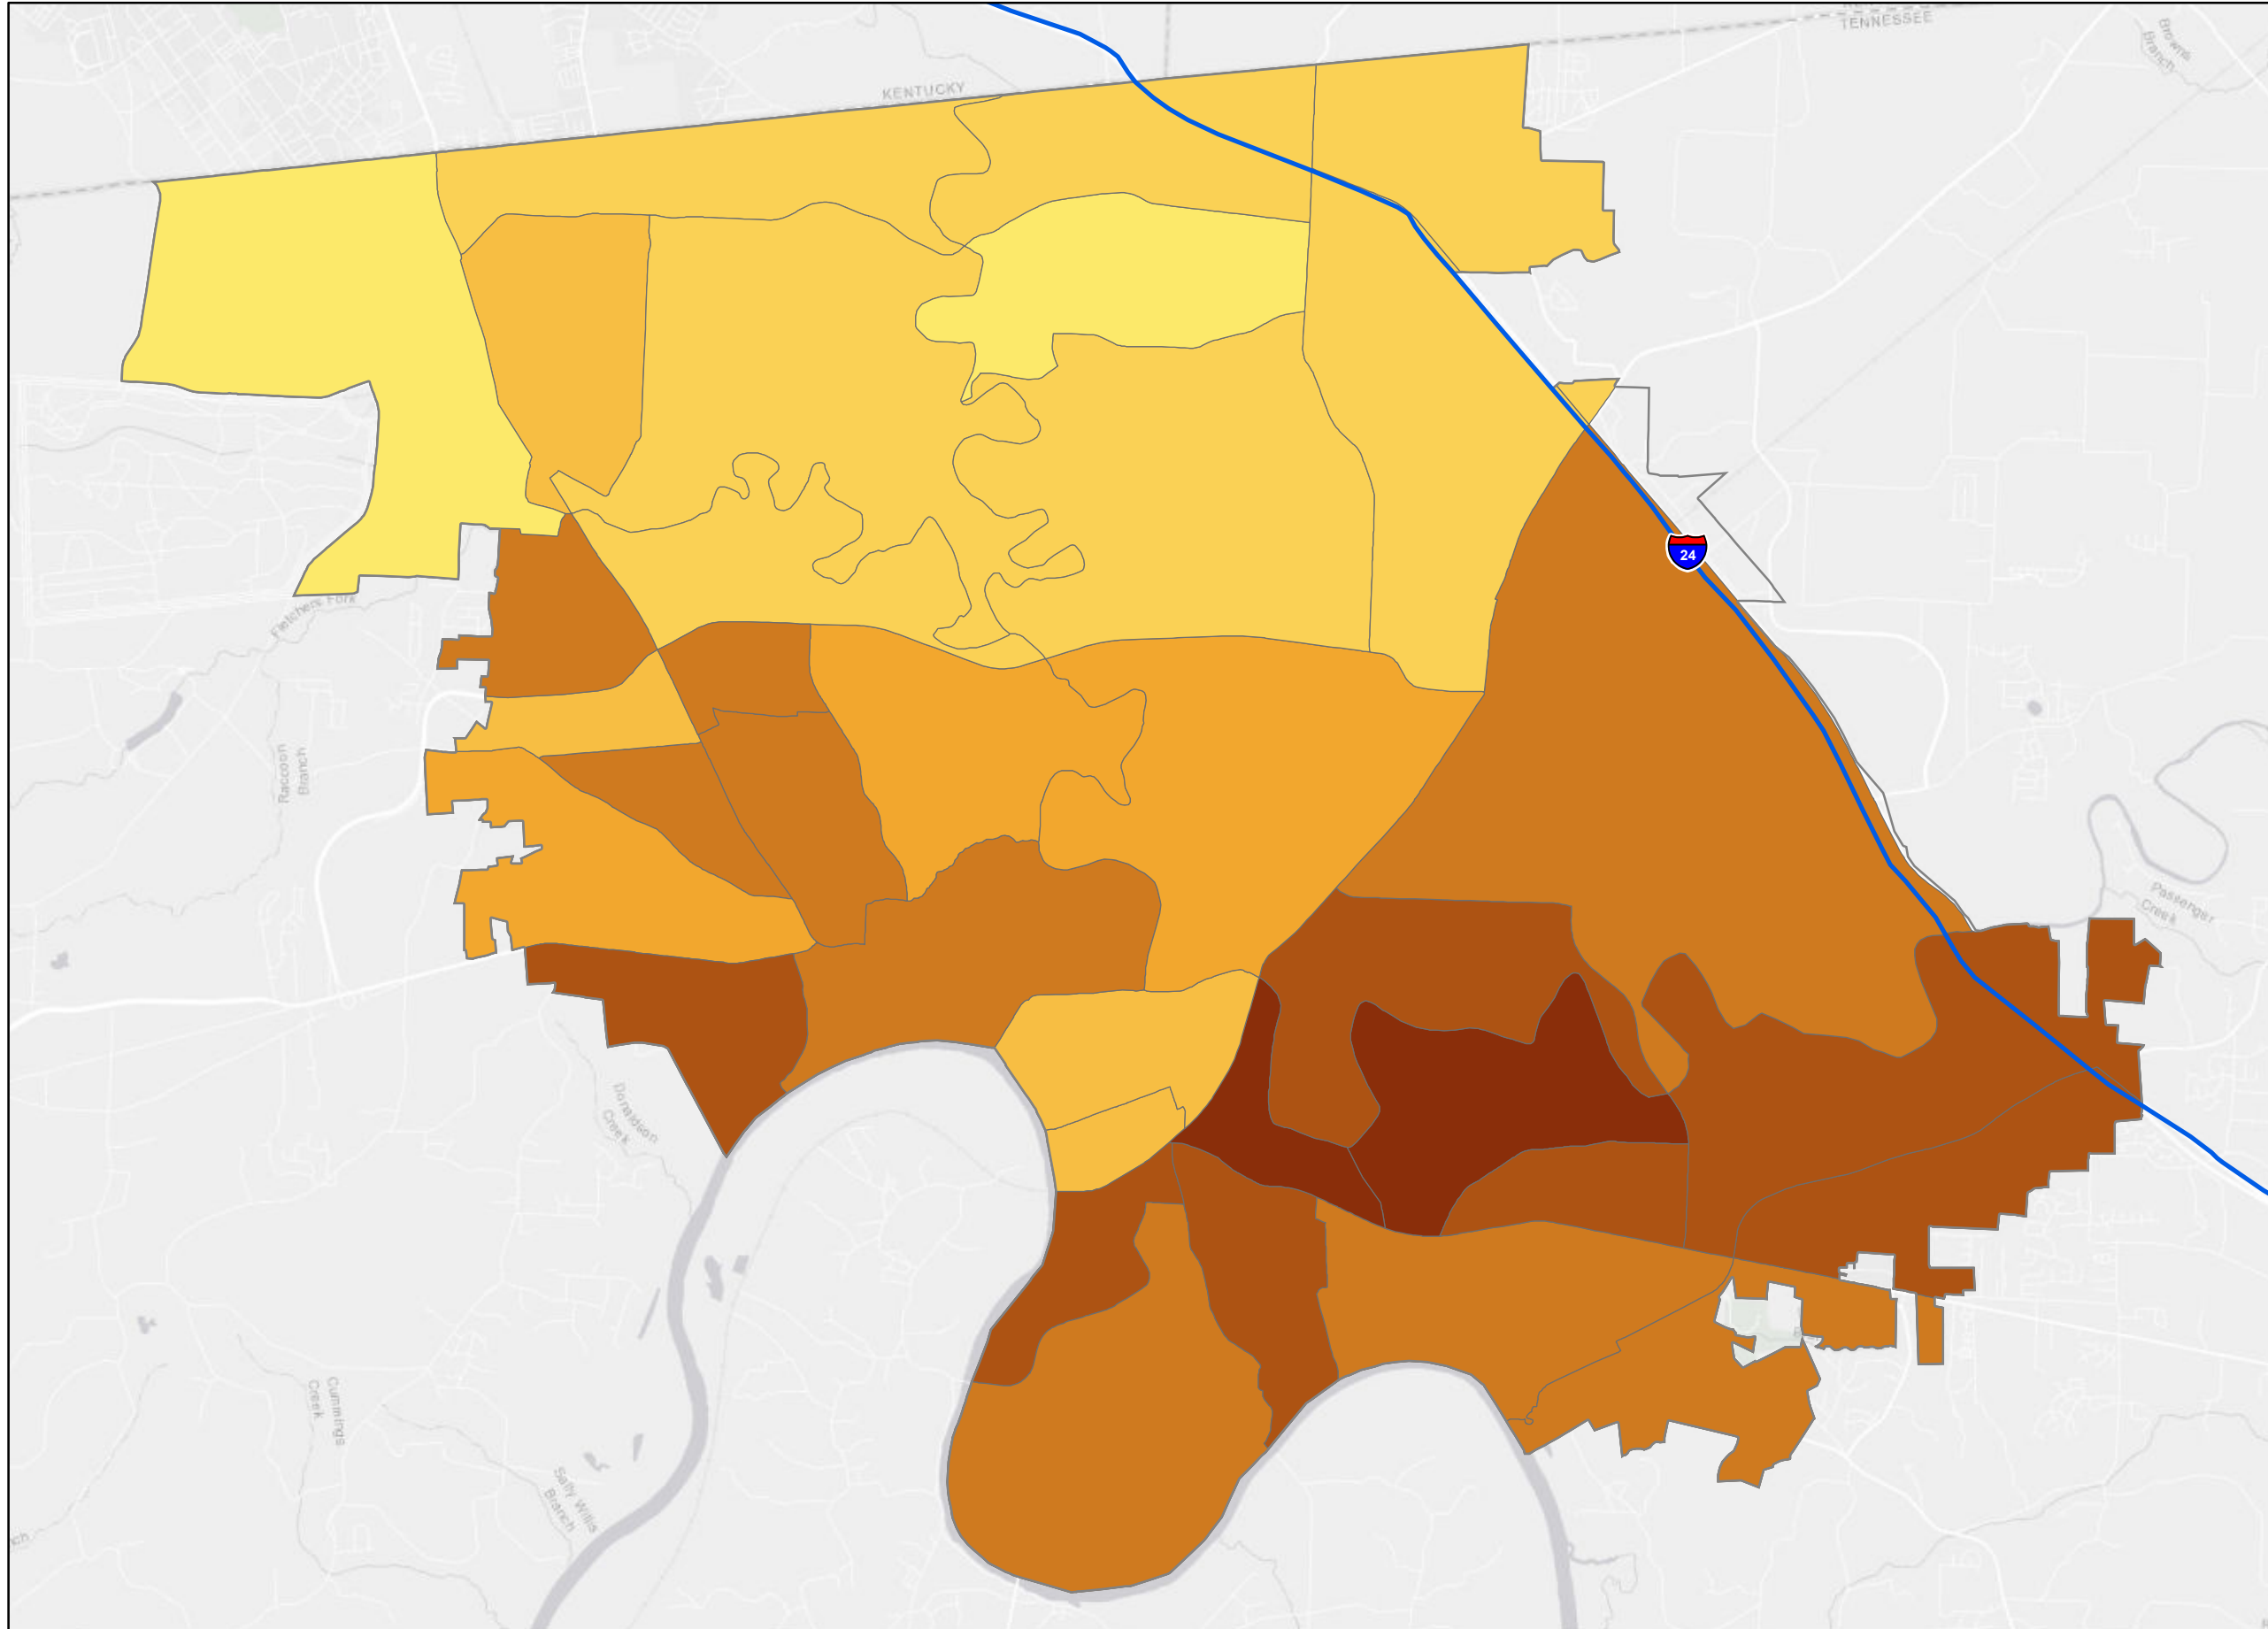 TENNESSEE
Browns
Branch
KENTUCKY
24
Fletchers Fork
Raccoon
Branch
Passenger
Creek
Donaldson
Creek
Cummings
Creek
Sally Willis
Branch